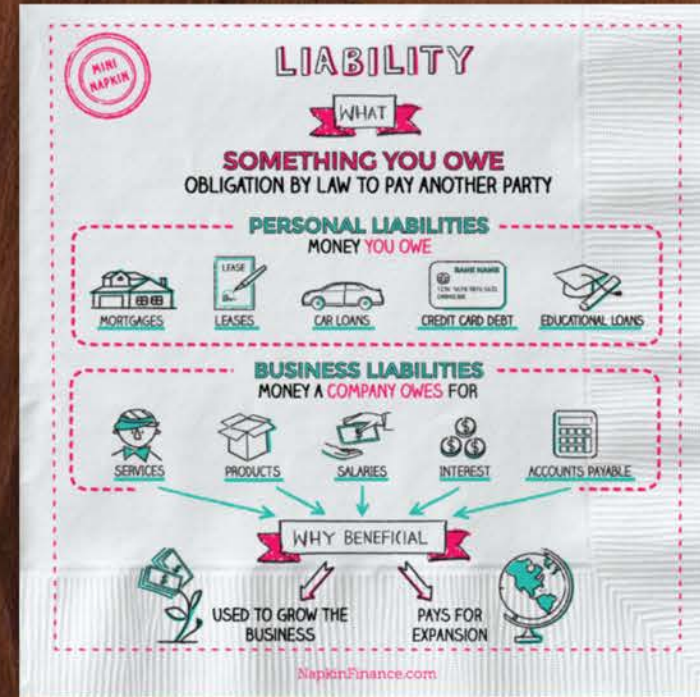 MINI
NAPKIN
LIABILITY
WHAT
SOMETHING YOU OWE
OBLIGATION BY LAW TO PAY ANOTHER PARTY
PERSONAL LIABILITIES
MONEY YOU OWE
LEASE
BANK NAME
MORTGAGES
LEASES
CAR LOANS
CREDIT CARD DEBT
EDUCATIONAL LOANS
BUSINESS LIABILITIES
MONEY A COMPANY OWES FOR
SERVICES
PRODUCTS
SALARIES
INTEREST
ACCOUNTS PAYABLE
WHY BENEFICIAL
USED TO GROW THE
BUSINESS
PAYS FOR
EXPANSION
NapkinFinance.com